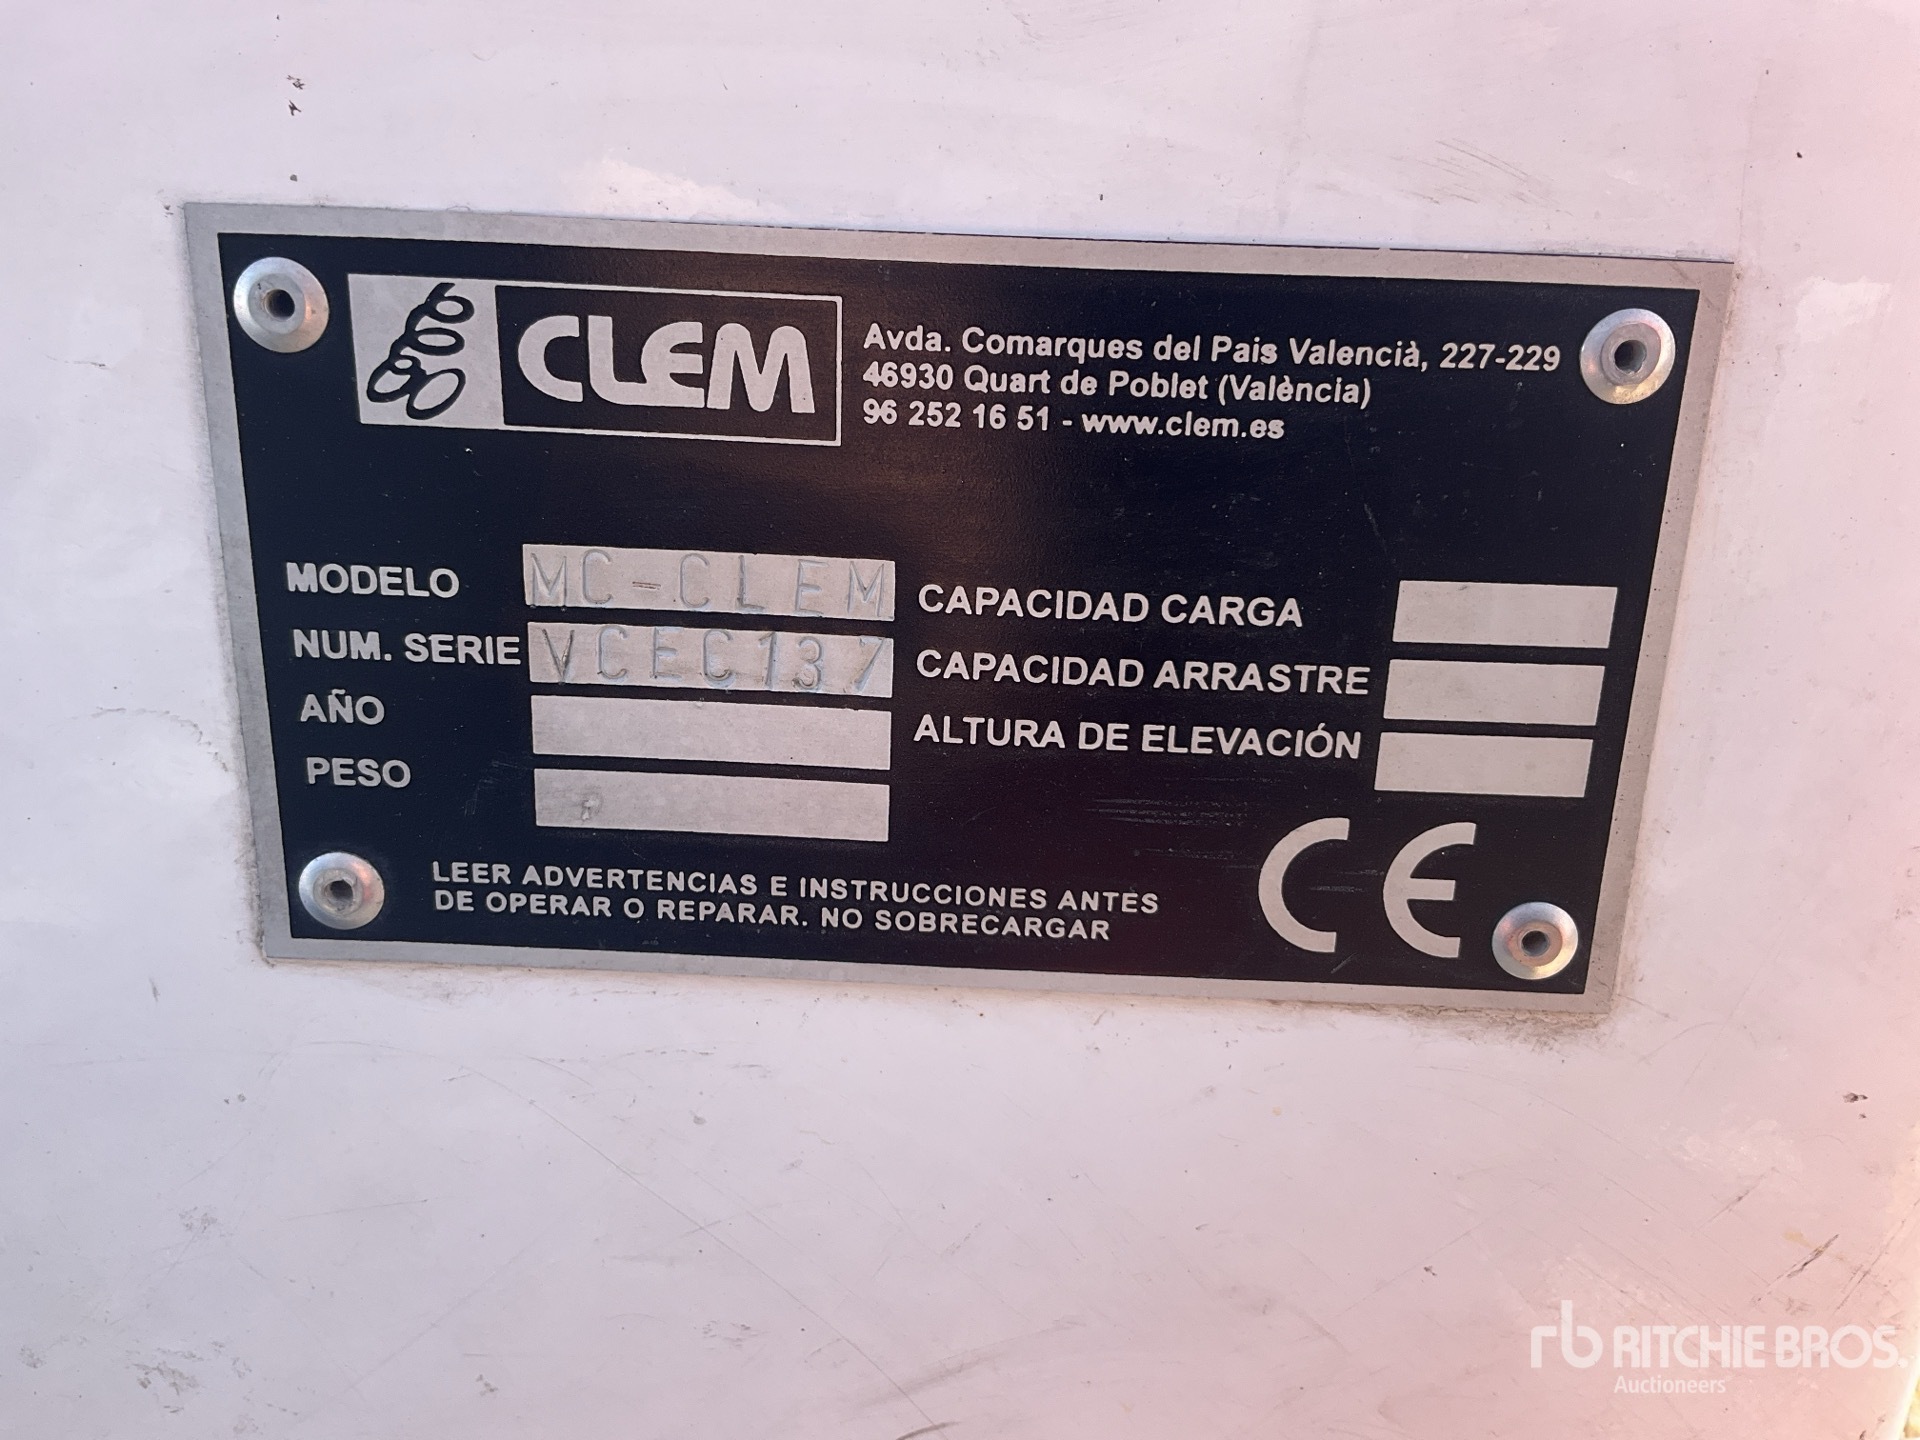 CLEM
Avda. Comarques del Pais Valencià, 227-229
46930 Quart de Poblet (València)
96 252 16 51 - www.clem.es
MODELO MC-CLEM
NUM. SERIE VCEC137
AÑO
PESO
CAPACIDAD CARGA
CAPACIDAD ARRASTRE
ALTURA DE ELEVACIÓN
LEER ADVERTENCIAS E INSTRUCCIONES ANTES
DE OPERAR O REPARAR. NO SOBRECARGAR
CE
rb RITCHIE BROS.
Auctioneers